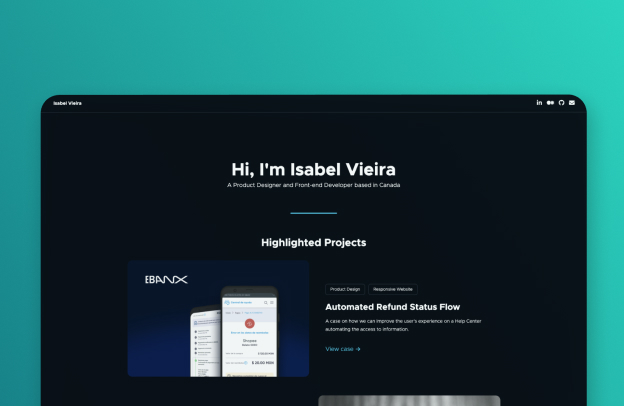 Isabel Vieira
Hi, I'm Isabel Vieira
A Product Designer and Front-end Developer based in Canada
Highlighted Projects
EBANX
Product Design
Responsive Website
Automated Refund Status Flow
A case on how we can improve the user's experience on a Help Center
automating the access to information.
View case →